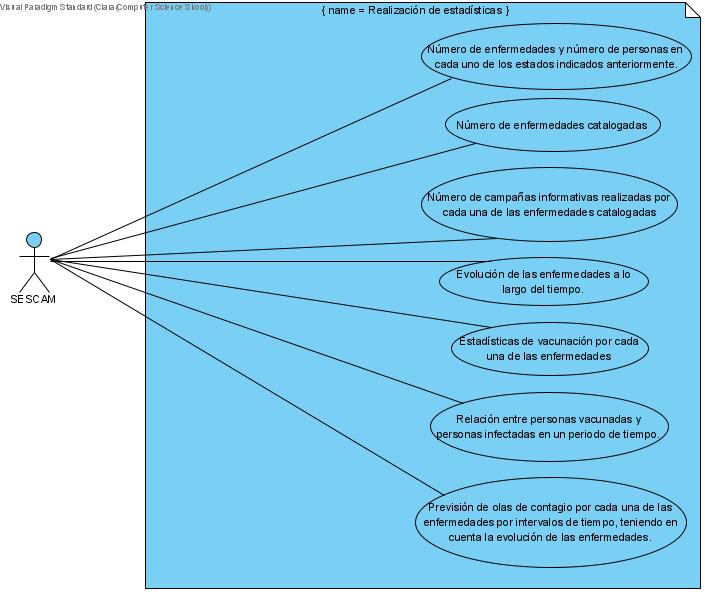 Visual Paradigm Standard(Clara(Computer Science School))
{ name = Realización de estadísticas }
Número de enfermedades y número de personas en
cada uno de los estados indicados anteriormente.
Número de enfermedades catalogadas
Número de campañas informativas realizadas por
cada una de las enfermedades catalogadas
Evolución de las enfermedades a lo
largo del tiempo.
SESCAM
Estadísticas de vacunación por cada
una de las enfermedades
Relación entre personas vacunadas y
personas infectadas en un periodo de tiempo.
Previsión de olas de contagio por cada una de las
enfermedades por intervalos de tiempo, teniendo en
cuenta la evolución de las enfermedades.